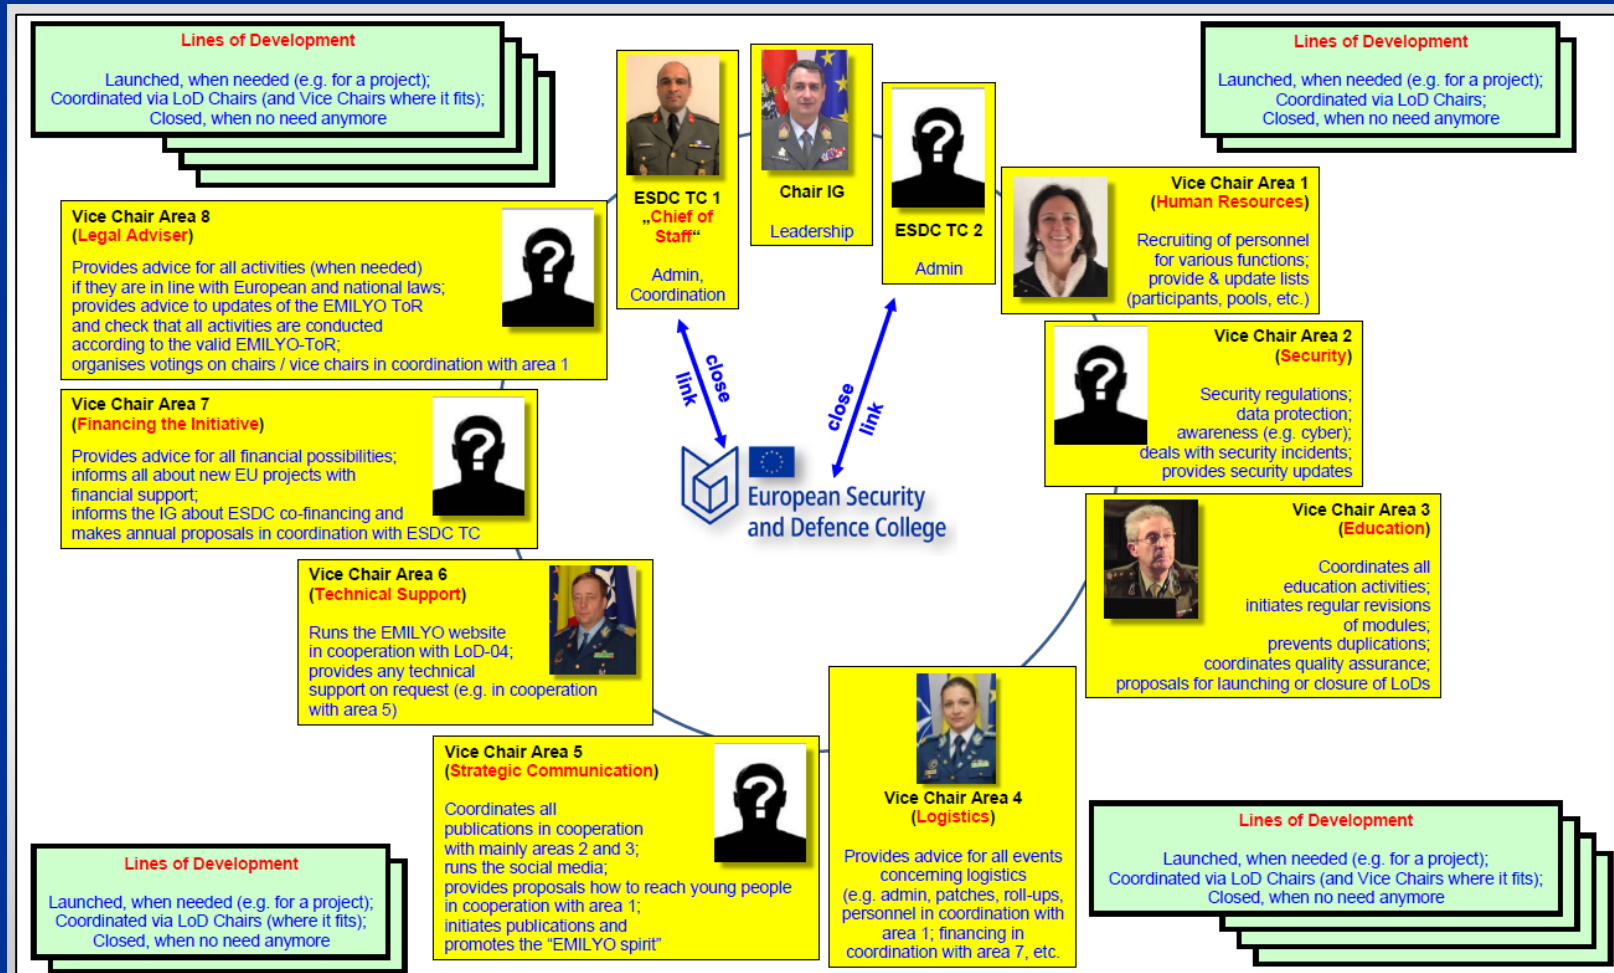 Lines of Development
Launched, when needed (e.g. for a project);
Coordinated via LoD Chairs (and Vice Chairs where it fits);
Closed, when no need anymore
ESDC TC 1
„Chief of
Staff“
Admin,
Coordination
Chair IG
Leadership
?
ESDC TC 2
Admin
Lines of Development
Launched, when needed (e.g. for a project);
Coordinated via LoD Chairs;
Closed, when no need anymore
Vice Chair Area 1
(Human Resources)
Recruiting of personnel
for various functions;
provide & update lists
(participants, pools, etc.)
Vice Chair Area 2
(Security)
?
Security regulations;
data protection;
awareness (e.g. cyber);
deals with security incidents;
provides security updates
Vice Chair Area 3
(Education)
Coordinates all
education activities;
initiates regular revisions
of modules;
prevents duplications;
coordinates quality assurance;
proposals for launching or closure of LoDs
Vice Chair Area 4
(Logistics)
Provides advice for all events
concerning logistics
(e.g. admin, patches, roll-ups,
personnel in coordination with
area 1; financing in
coordination with area 7, etc.
Vice Chair Area 5
(Strategic Communication)
?
Coordinates all
publications in cooperation
with mainly areas 2 and 3;
runs the social media;
provides proposals how to reach young people
in cooperation with area 1;
initiates publications and
promotes the “EMILYO spirit”
Vice Chair Area 6
(Technical Support)
Runs the EMILYO website
in cooperation with LoD-04;
provides any technical
support on request (e.g. in cooperation
with area 5)
Vice Chair Area 7
(Financing the Initiative)
?
Provides advice for all financial possibilities;
informs all about new EU projects with
financial support;
informs the IG about ESDC co-financing and
makes annual proposals in coordination with ESDC TC
Vice Chair Area 8
(Legal Adviser)
?
Provides advice for all activities (when needed)
if they are in line with European and national laws;
provides advice to updates of the EMILYO ToR
and check that all activities are conducted
according to the valid EMILYO-ToR;
organises votings on chairs / vice chairs in coordination with area 1
close
link
close
link
European Security
and Defence College
Lines of Development
Launched, when needed (e.g. for a project);
Coordinated via LoD Chairs (where it fits);
Closed, when no need anymore
Lines of Development
Launched, when needed (e.g. for a project);
Coordinated via LoD Chairs (and Vice Chairs where it fits);
Closed, when no need anymore